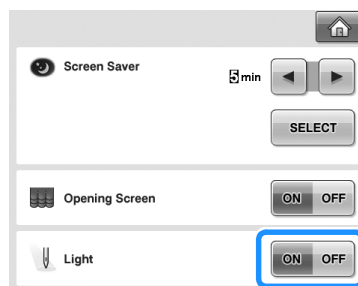 Screen Saver
5 min
SELECT
Opening Screen
ON OFF
Light
ON OFF